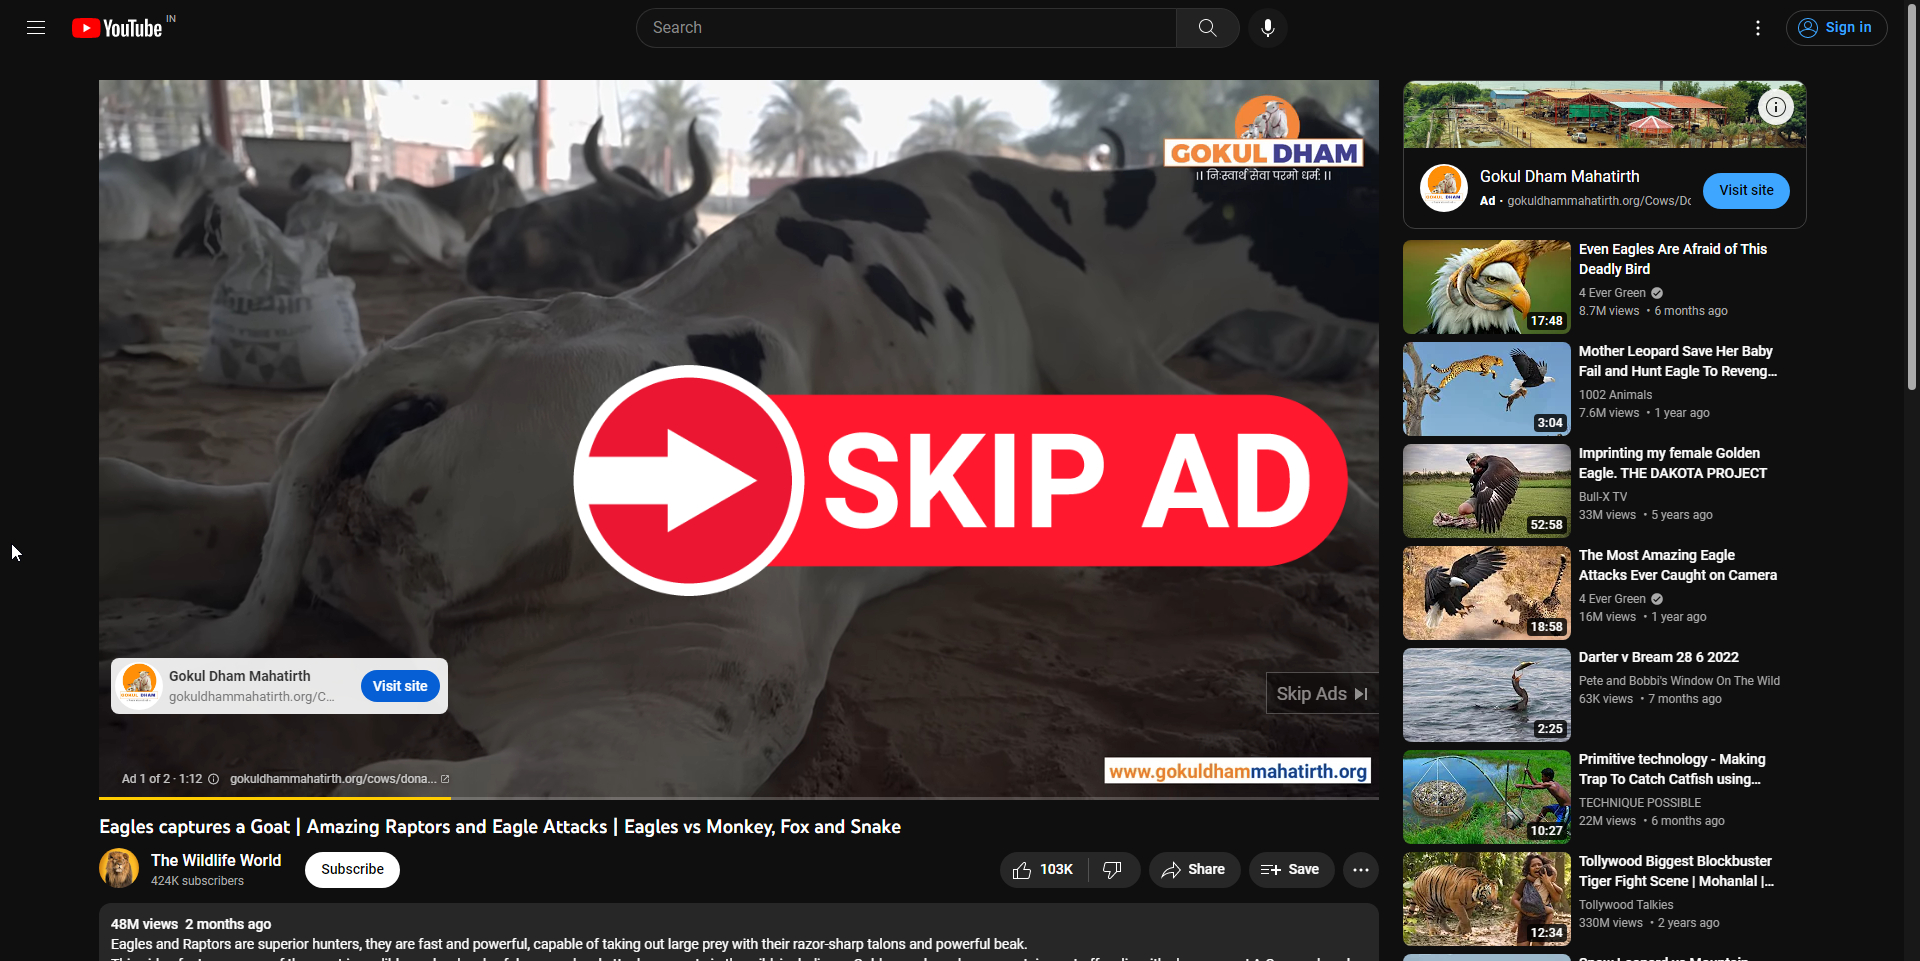 YouTube IN
Search
Sign in
GOKUL DHAM
।। निःस्वार्थ सेवा परमो धर्मः ।।
SKIP AD
Gokul Dham Mahatirth
gokuldhammahatirth.org/C...
Visit site
Skip Ads
www.gokuldhammahatirth.org
Ad 1 of 2 · 1:12
gokuldhammahatirth.org/cows/dona...
Eagles captures a Goat | Amazing Raptors and Eagle Attacks | Eagles vs Monkey, Fox and Snake
The Wildlife World
424K subscribers
Subscribe
103K
Share
Save
48M views 2 months ago
Eagles and Raptors are superior hunters, they are fast and powerful, capable of taking out large prey with their razor-sharp talons and powerful beak.
Gokul Dham Mahatirth
Ad · gokuldhammahatirth.org/Cows/Dc
Visit site
17:48
Even Eagles Are Afraid of This
Deadly Bird
4 Ever Green
8.7M views • 6 months ago
3:04
Mother Leopard Save Her Baby
Fail and Hunt Eagle To Reveng...
1002 Animals
7.6M views • 1 year ago
52:58
Imprinting my female Golden
Eagle. THE DAKOTA PROJECT
Bull-X TV
33M views • 5 years ago
18:58
The Most Amazing Eagle
Attacks Ever Caught on Camera
4 Ever Green
16M views • 1 year ago
2:25
Darter v Bream 28 6 2022
Pete and Bobbi's Window On The Wild
63K views • 7 months ago
10:27
Primitive technology - Making
Trap To Catch Catfish using...
TECHNIQUE POSSIBLE
22M views • 6 months ago
12:34
Tollywood Biggest Blockbuster
Tiger Fight Scene | Mohanlal |...
Tollywood Talkies
330M views • 2 years ago